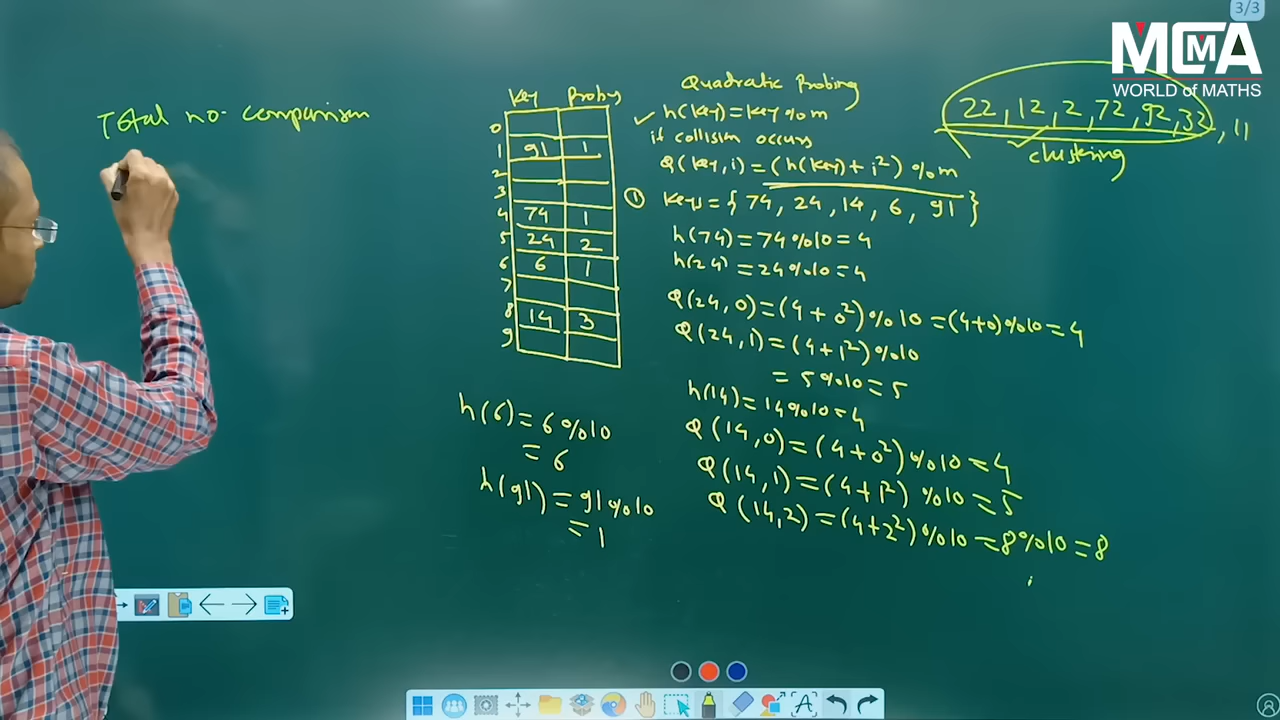 3/3
MCMA
WORLD of MATHS
Total no. comparison
Key Probes
0
1 91 1
2
3
4 74 1
5 24 2
6 6 1
7
8 14 3
9
h(6) = 6%10
= 6
h(91) = 91%10
= 1
Quadratic Probing
✓ h(key) = key % m
if collision occurs
Q(key, i) = (h(key) + i²) % m
① keys = { 74, 24, 14, 6, 91 }
h(74) = 74%10 = 4
h(24) = 24%10 = 4
Q(24, 0) = (4 + 0²)%10 = (4+0)%10 = 4
Q(24, 1) = (4 + 1²)%10
= 5%10 = 5
h(14) = 14%10 = 4
Q(14, 0) = (4 + 0²)%10 = 4
Q(14, 1) = (4 + 1²) %10 = 5
Q(14, 2) = (4 + 2²)%10 = 8%10 = 8
22, 12, 2, 72, 92, 32, 11
clustering